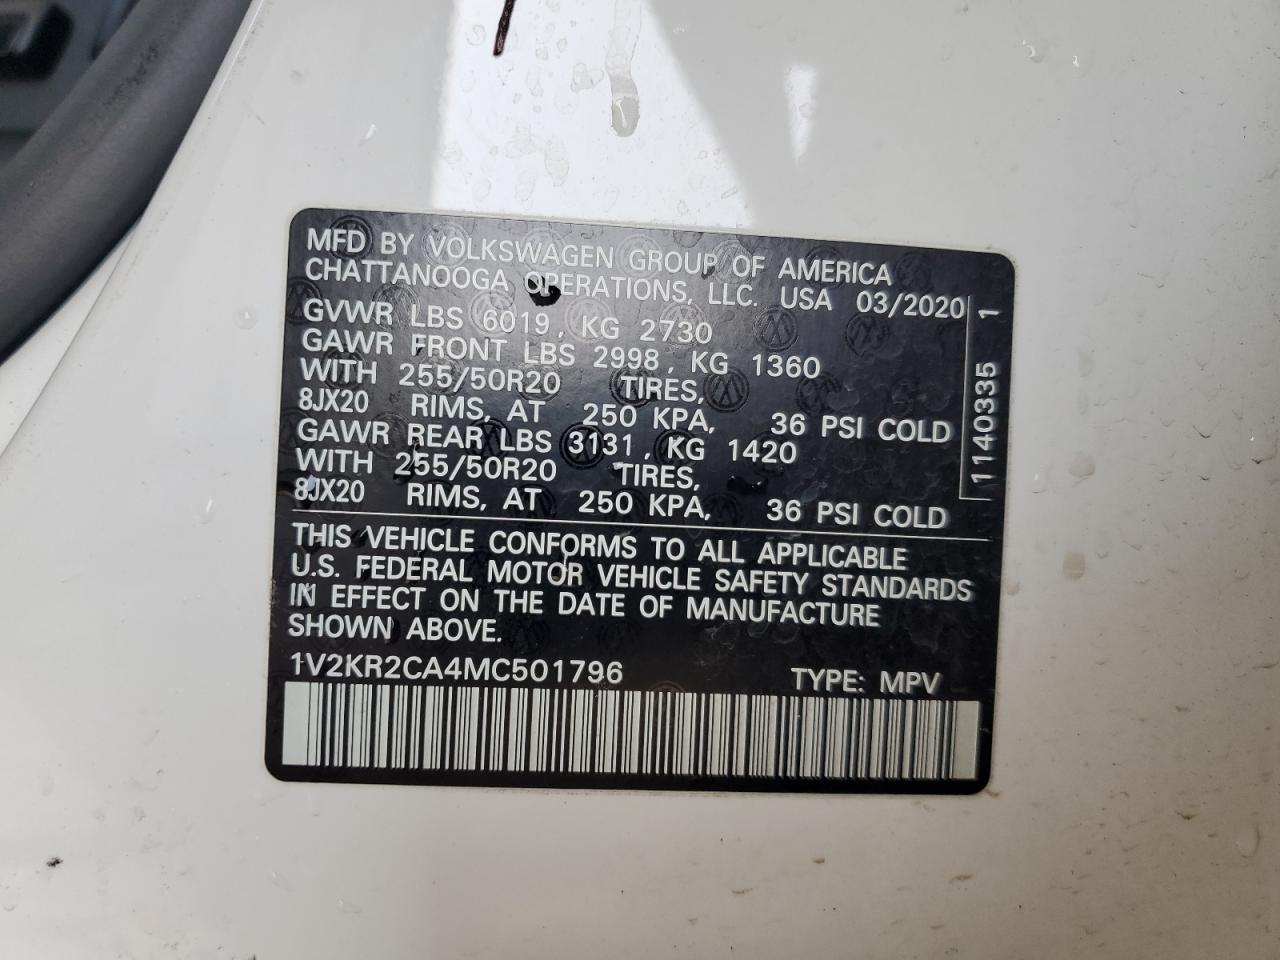 MFD BY VOLKSWAGEN GROUP OF AMERICA
CHATTANOOGA OPERATIONS, LLC. USA 03/2020
GVWR LBS 6019, KG 2730
GAWR FRONT LBS 2998, KG 1360
WITH 255/50R20 TIRES,
8JX20 RIMS, AT 250 KPA, 36 PSI COLD
GAWR REAR LBS 3131, KG 1420
WITH 255/50R20 TIRES,
8JX20 RIMS, AT 250 KPA, 36 PSI COLD
1140335 1
THIS VEHICLE CONFORMS TO ALL APPLICABLE
U.S. FEDERAL MOTOR VEHICLE SAFETY STANDARDS
IN EFFECT ON THE DATE OF MANUFACTURE
SHOWN ABOVE.
1V2KR2CA4MC501796 TYPE: MPV